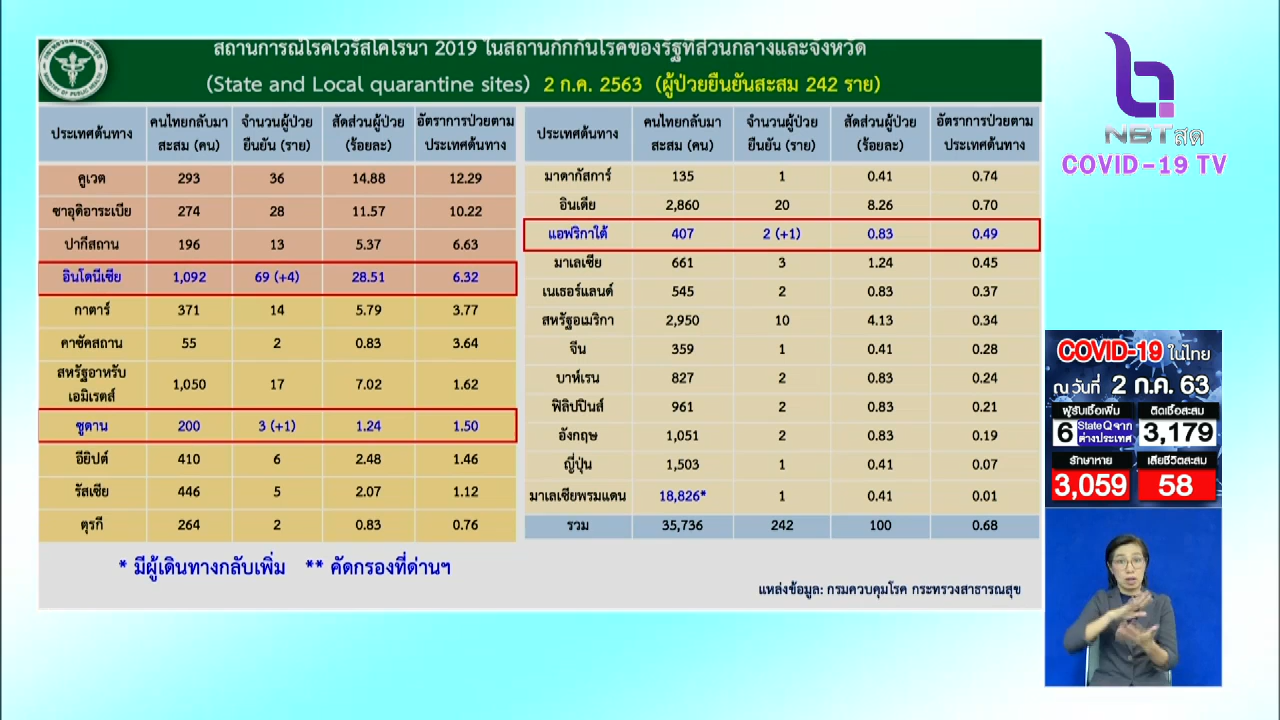 สถานการณ์โรคไวรัสโคโรนา 2019 ในสถานกักกันโรคของรัฐที่ส่วนกลางและจังหวัด
(State and Local quarantine sites) 2 ก.ค. 2563 (ผู้ป่วยยืนยันสะสม 242 ราย)
ประเทศต้นทาง คนไทยกลับมาสะสม (คน) จำนวนผู้ป่วยยืนยัน (ราย) สัดส่วนผู้ป่วย (ร้อยละ) อัตราการป่วยตามประเทศต้นทาง
คูเวต 293 36 14.88 12.29
ซาอุดิอาระเบีย 274 28 11.57 10.22
ปากีสถาน 196 13 5.37 6.63
อินโดนีเซีย 1,092 69 (+4) 28.51 6.32
กาตาร์ 371 14 5.79 3.77
คาซัคสถาน 55 2 0.83 3.64
สหรัฐอาหรับเอมิเรตส์ 1,050 17 7.02 1.62
ซูดาน 200 3 (+1) 1.24 1.50
อียิปต์ 410 6 2.48 1.46
รัสเซีย 446 5 2.07 1.12
ตุรกี 264 2 0.83 0.76
ประเทศต้นทาง คนไทยกลับมาสะสม (คน) จำนวนผู้ป่วยยืนยัน (ราย) สัดส่วนผู้ป่วย (ร้อยละ) อัตราการป่วยตามประเทศต้นทาง
มาดากัสการ์ 135 1 0.41 0.74
อินเดีย 2,860 20 8.26 0.70
แอฟริกาใต้ 407 2 (+1) 0.83 0.49
มาเลเซีย 661 3 1.24 0.45
เนเธอร์แลนด์ 545 2 0.83 0.37
สหรัฐอเมริกา 2,950 10 4.13 0.34
จีน 359 1 0.41 0.28
บาห์เรน 827 2 0.83 0.24
ฟิลิปปินส์ 961 2 0.83 0.21
อังกฤษ 1,051 2 0.83 0.19
ญี่ปุ่น 1,503 1 0.41 0.07
มาเลเซียพรมแดน 18,826* 1 0.41 0.01
รวม 35,736 242 100 0.68
* มีผู้เดินทางกลับเพิ่ม ** คัดกรองที่ด่านฯ
แหล่งข้อมูล: กรมควบคุมโรค กระทรวงสาธารณสุข
NBT สด
COVID-19 TV
COVID-19 ในไทย
ณ วันที่ 2 ก.ค. 63
ผู้รับเชื้อเพิ่ม ติดเชื้อสะสม
6 State Q จากต่างประเทศ 3,179
รักษาหาย เสียชีวิตสะสม
3,059 58